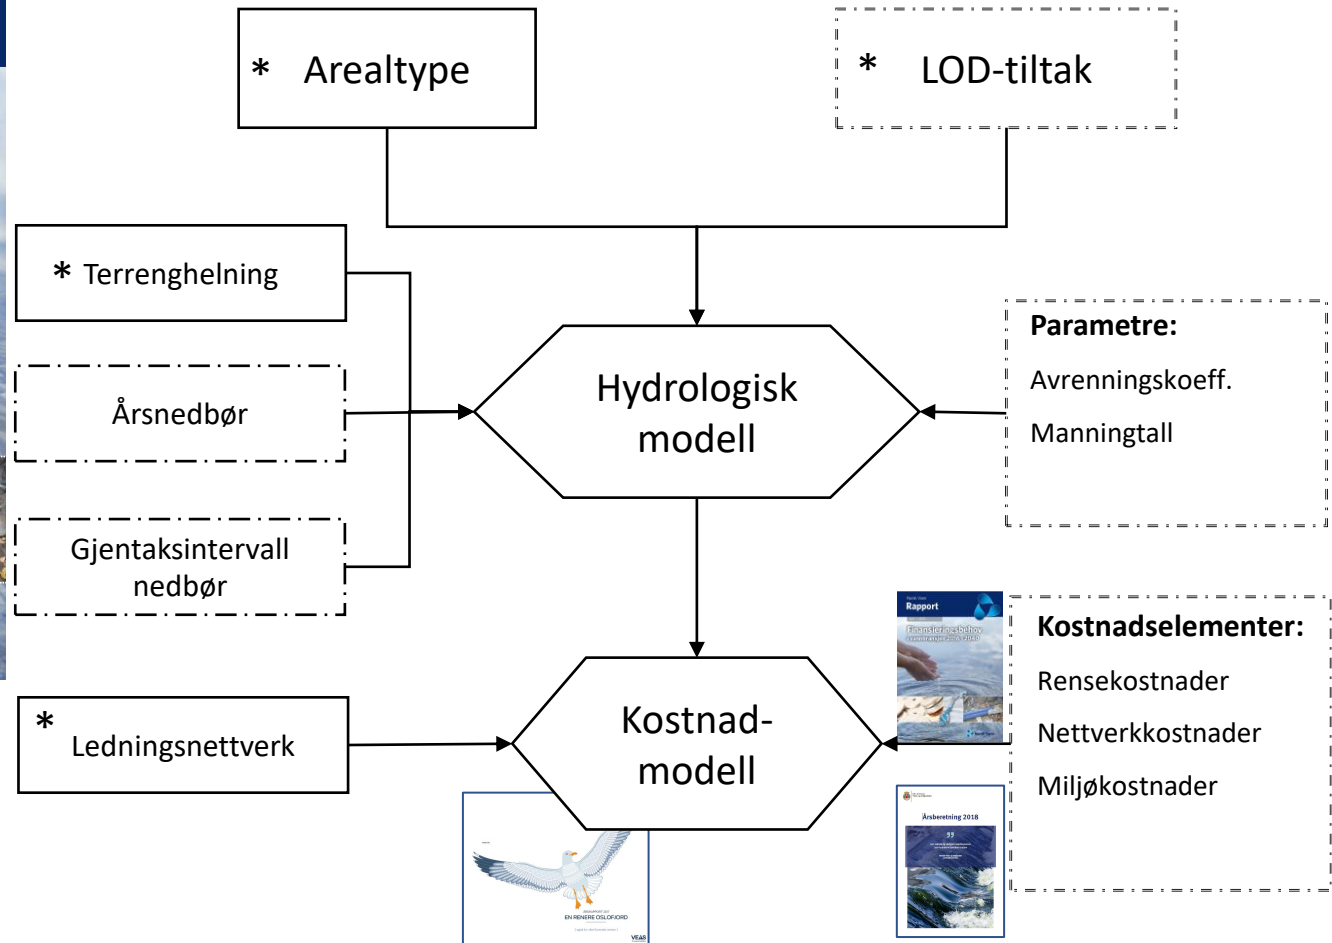 * Arealtype
* LOD-tiltak
* Terrenghelning
Årsnedbør
Gjentaksintervall
nedbør
Hydrologisk
modell
Parametre:
Avrenningskoeff.
Manningtall
* Ledningsnettverk
Kostnad-
modell
Rapport
Finansieringsbehov
Kostnadselementer:
Rensekostnader
Nettverkkostnader
Miljøkostnader
Årsberetning 2018
EN RENERE OSLOFJORD
VEAS